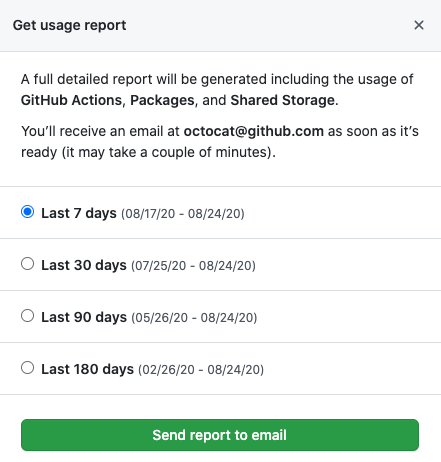 Get usage report
A full detailed report will be generated including the usage of
GitHub Actions, Packages, and Shared Storage.
You’ll receive an email at octocat@github.com as soon as it’s
ready (it may take a couple of minutes).
Last 7 days (08/17/20 - 08/24/20)
Last 30 days (07/25/20 - 08/24/20)
Last 90 days (05/26/20 - 08/24/20)
Last 180 days (02/26/20 - 08/24/20)
Send report to email